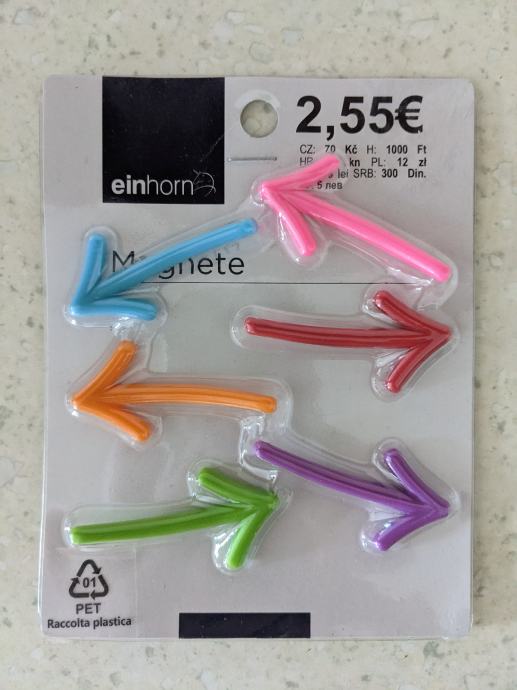 2,55€
CZ: 70 Kč H: 1000 Ft
HR kn PL: 12 zł
lei SRB: 300 Din.
5 лев
einhorn
Magnete
01
PET
Raccolta plastica